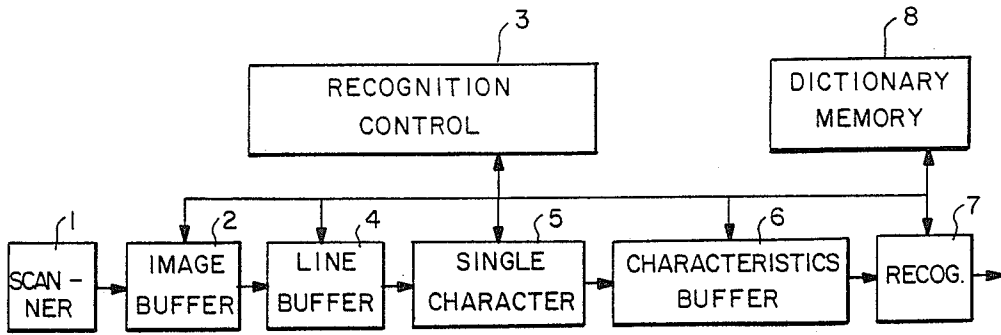 3
RECOGNITION
CONTROL
8
DICTIONARY
MEMORY
1
SCAN-
NER
2
IMAGE
BUFFER
4
LINE
BUFFER
5
SINGLE
CHARACTER
6
CHARACTERISTICS
BUFFER
7
RECOG.